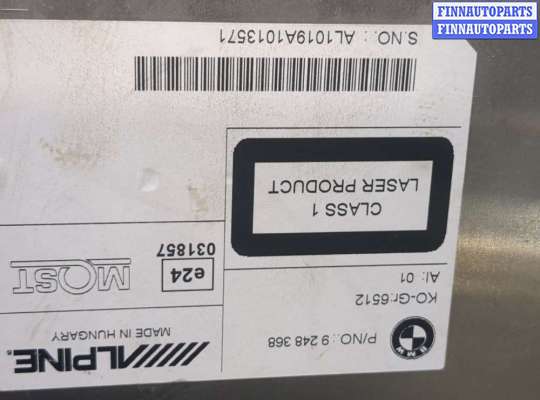 FINNAUTOPARTS
FINNAUTOPARTS
BMW
P/NO.: 9 248 368
KO-Gr.:6512
AI: 01
ALPINE®
MADE IN HUNGARY
MOST
e24
031857
CLASS 1
LASER PRODUCT
S.NO : AL1019A1013571